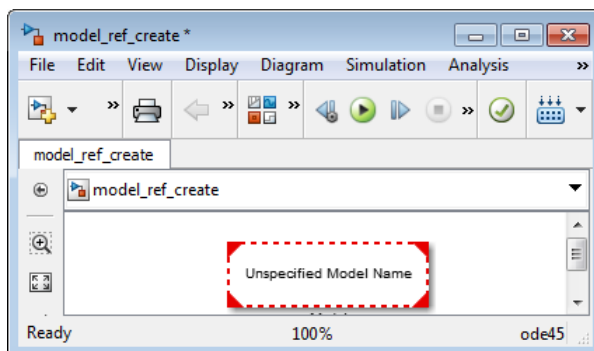 model_ref_create *
File Edit View Display Diagram Simulation Analysis »
» » » »
model_ref_create
model_ref_create
Unspecified Model Name
Ready 100% ode45